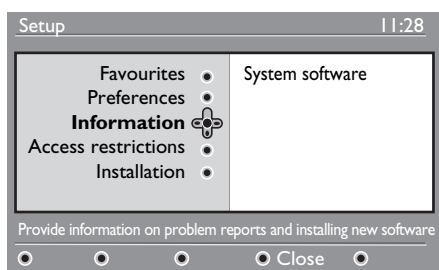 Setup 11:28
Favourites System software
Preferences
Information
Access restrictions
Installation
Provide information on problem reports and installing new software
Close